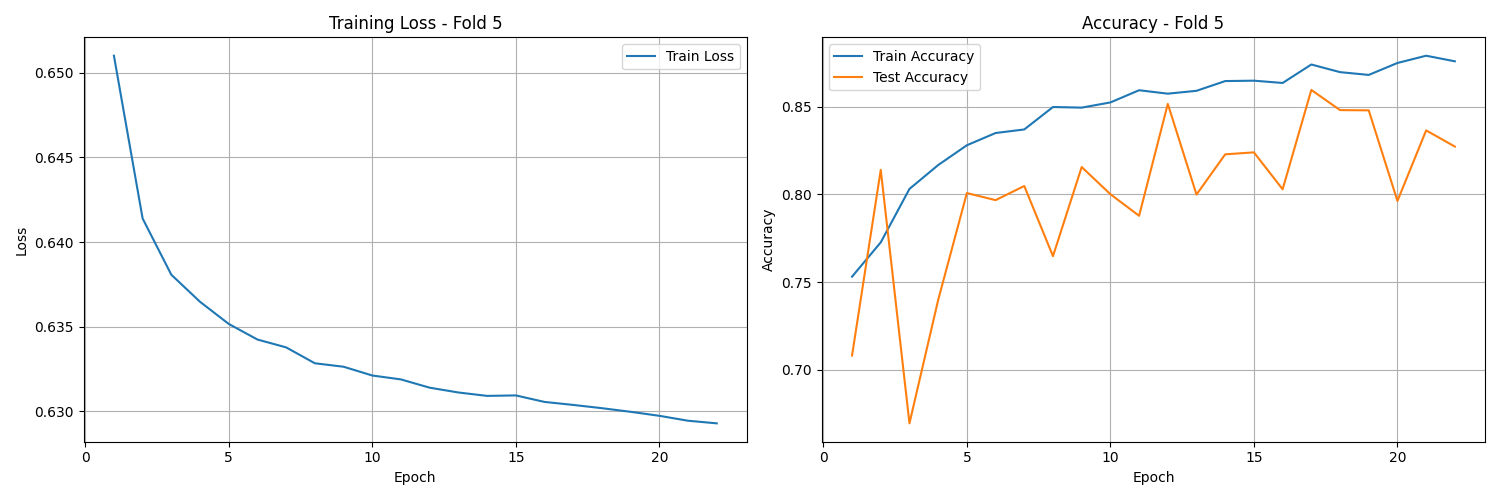 Training Loss - Fold 5
Train Loss
0.650
0.645
0.640
0.635
0.630
Loss
0
5
10
15
20
Epoch
Accuracy - Fold 5
Train Accuracy
Test Accuracy
0.85
0.80
0.75
0.70
Accuracy
0
5
10
15
20
Epoch